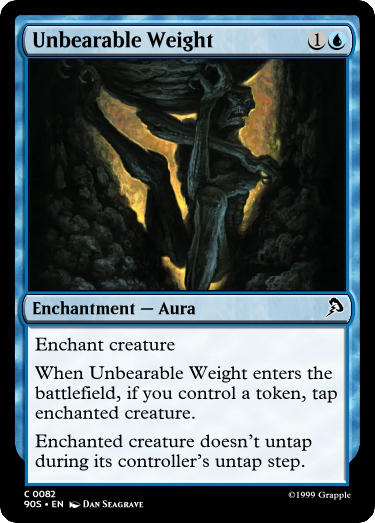 Unbearable Weight 1
Enchantment — Aura
Enchant creature
When Unbearable Weight enters the
battlefield, if you control a token, tap
enchanted creature.
Enchanted creature doesn't untap
during its controller's untap step.
C 0082
90S • EN Dan Seagrave
©1999 Grapple